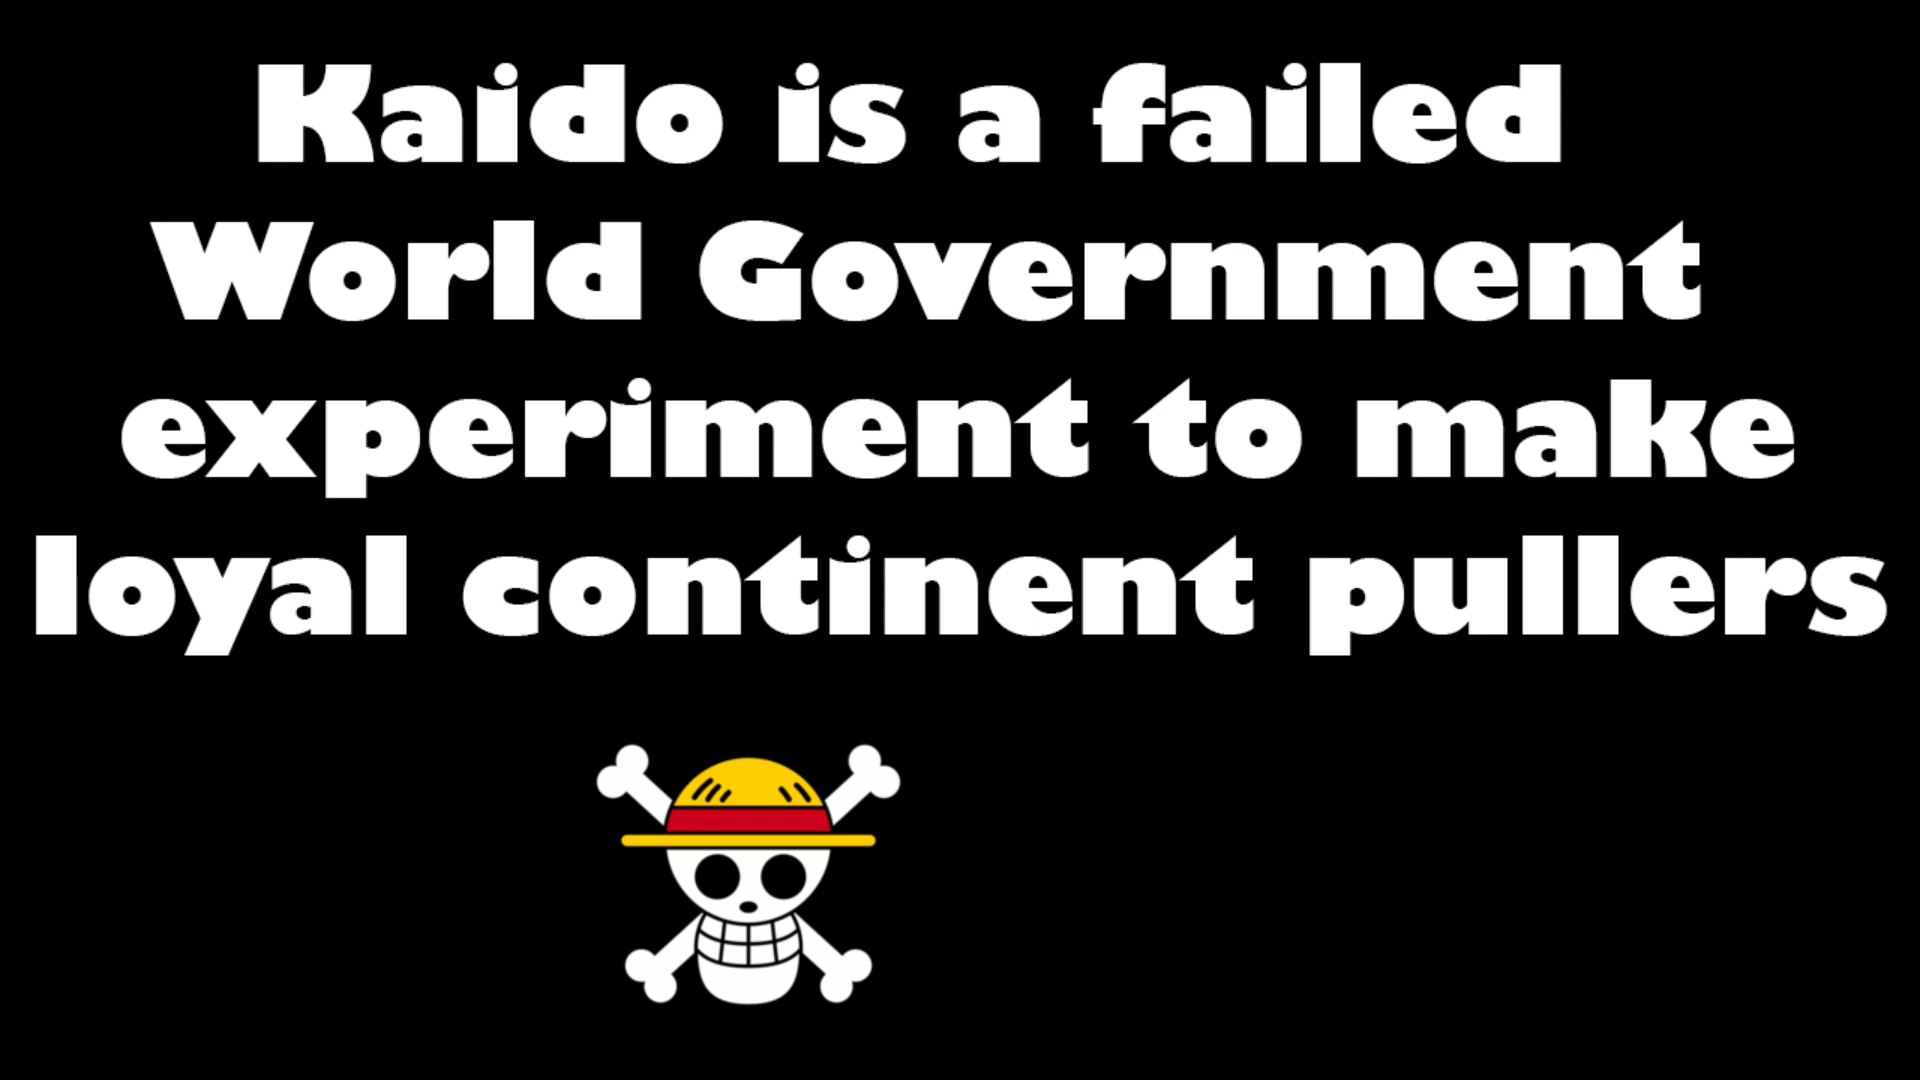 Kaido is a failed
World Government
experiment to make
loyal continent pullers